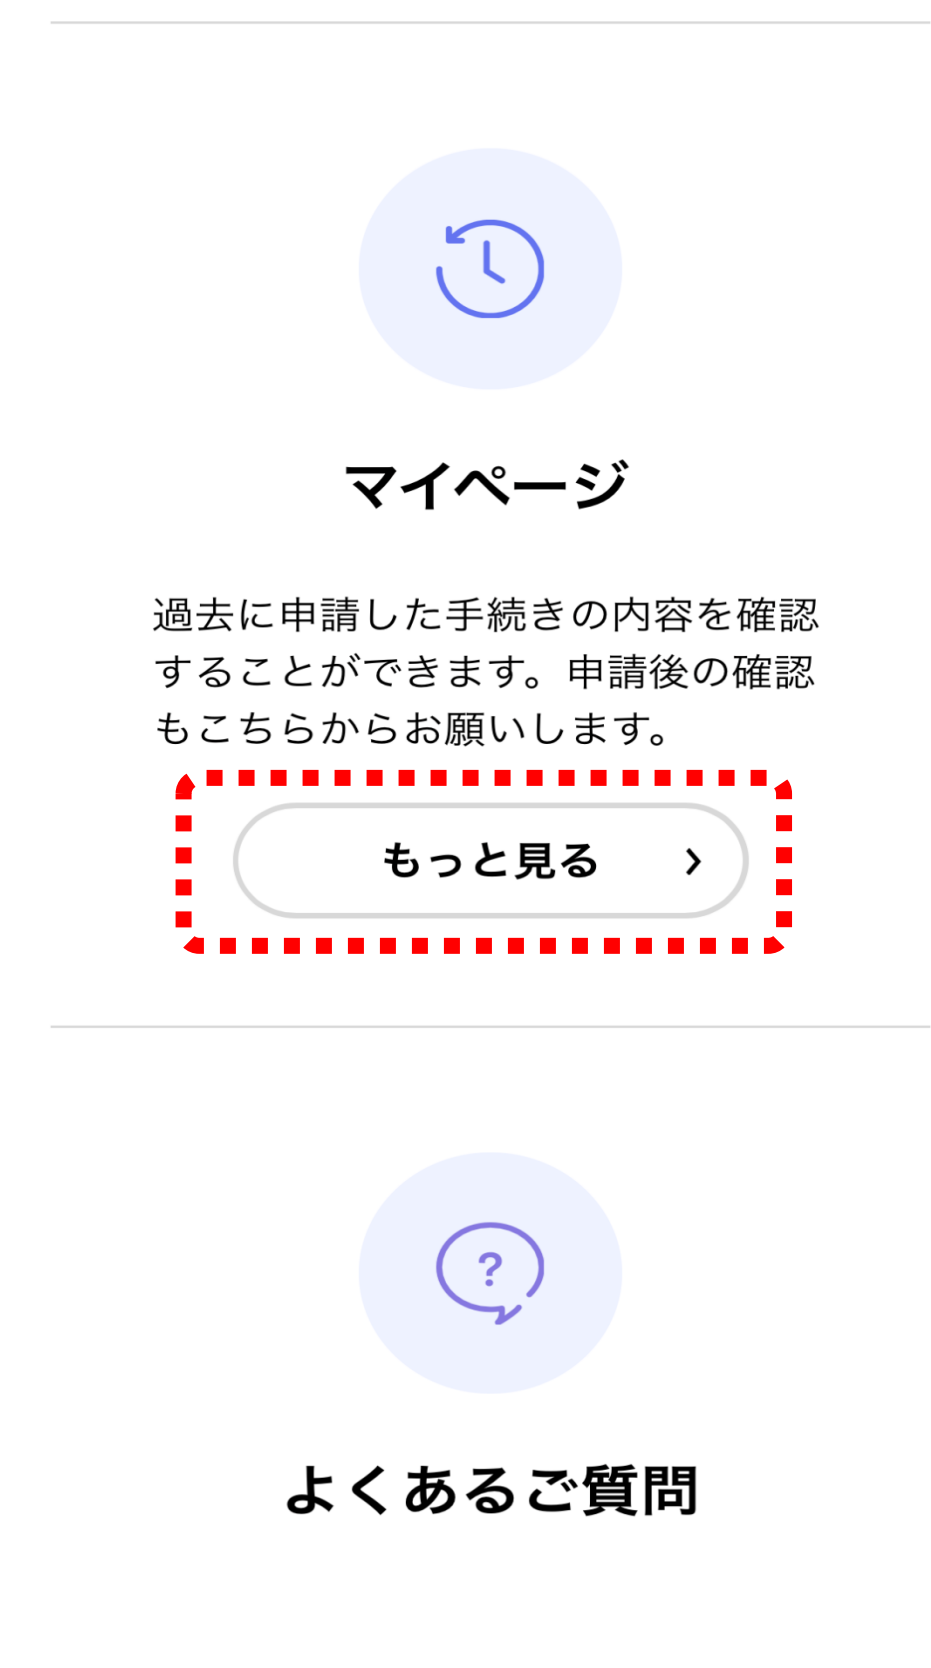 マイページ
過去に申請した手続きの内容を確認
することができます。申請後の確認
もこちらからお願いします。
もっと見る
?
よくあるご質問